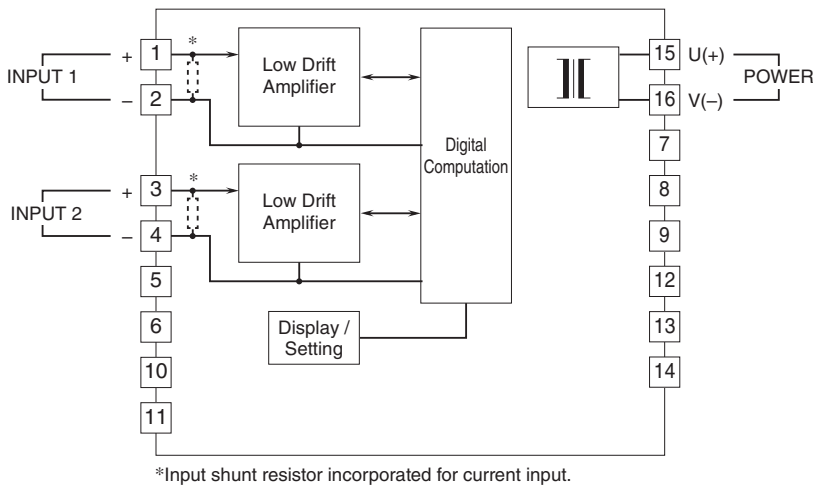 INPUT 1
+
–
1
2
*
Low Drift
Amplifier
INPUT 2
+
–
3
4
*
Low Drift
Amplifier
5
6
10
11
Digital
Computation
Display /
Setting
15
16
U(+)
V(–)
POWER
7
8
9
12
13
14
*Input shunt resistor incorporated for current input.